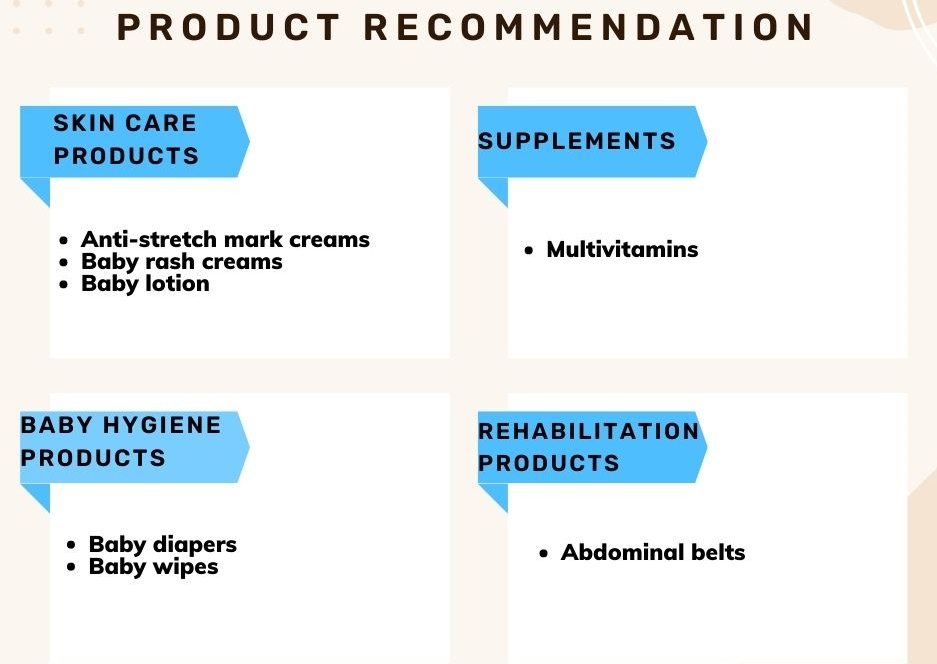 PRODUCT RECOMMENDATION
SKIN CARE
PRODUCTS
• Anti-stretch mark creams
• Baby rash creams
• Baby lotion
SUPPLEMENTS
• Multivitamins
BABY HYGIENE
PRODUCTS
• Baby diapers
• Baby wipes
REHABILITATION
PRODUCTS
• Abdominal belts